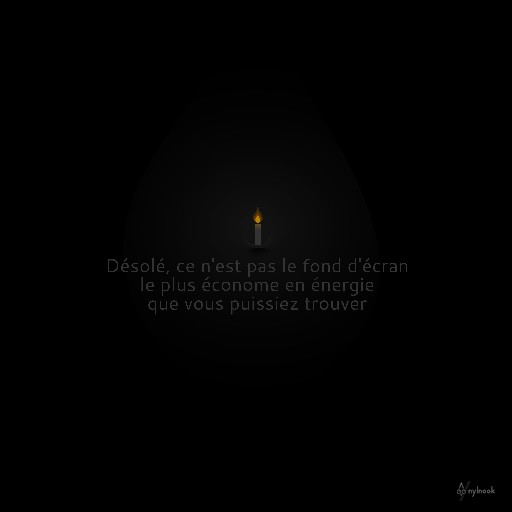 Désolé, ce n'est pas le fond d'écran
le plus économe en énergie
que vous puissiez trouver
nylnook